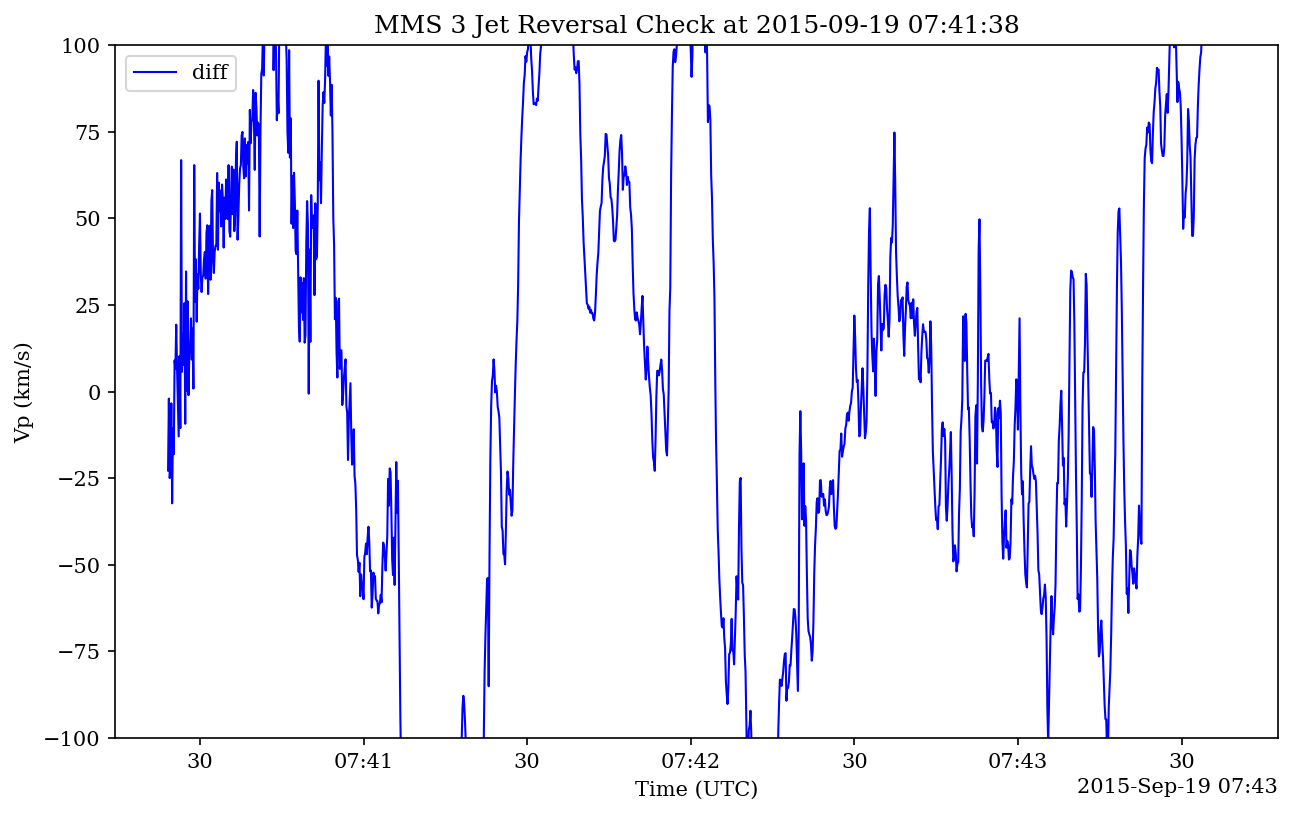 MMS 3 Jet Reversal Check at 2015-09-19 07:41:38
diff
Vp (km/s)
100
75
50
25
0
−25
−50
−75
−100
30 07:41 30 07:42 30 07:43 30
Time (UTC)
2015-Sep-19 07:43